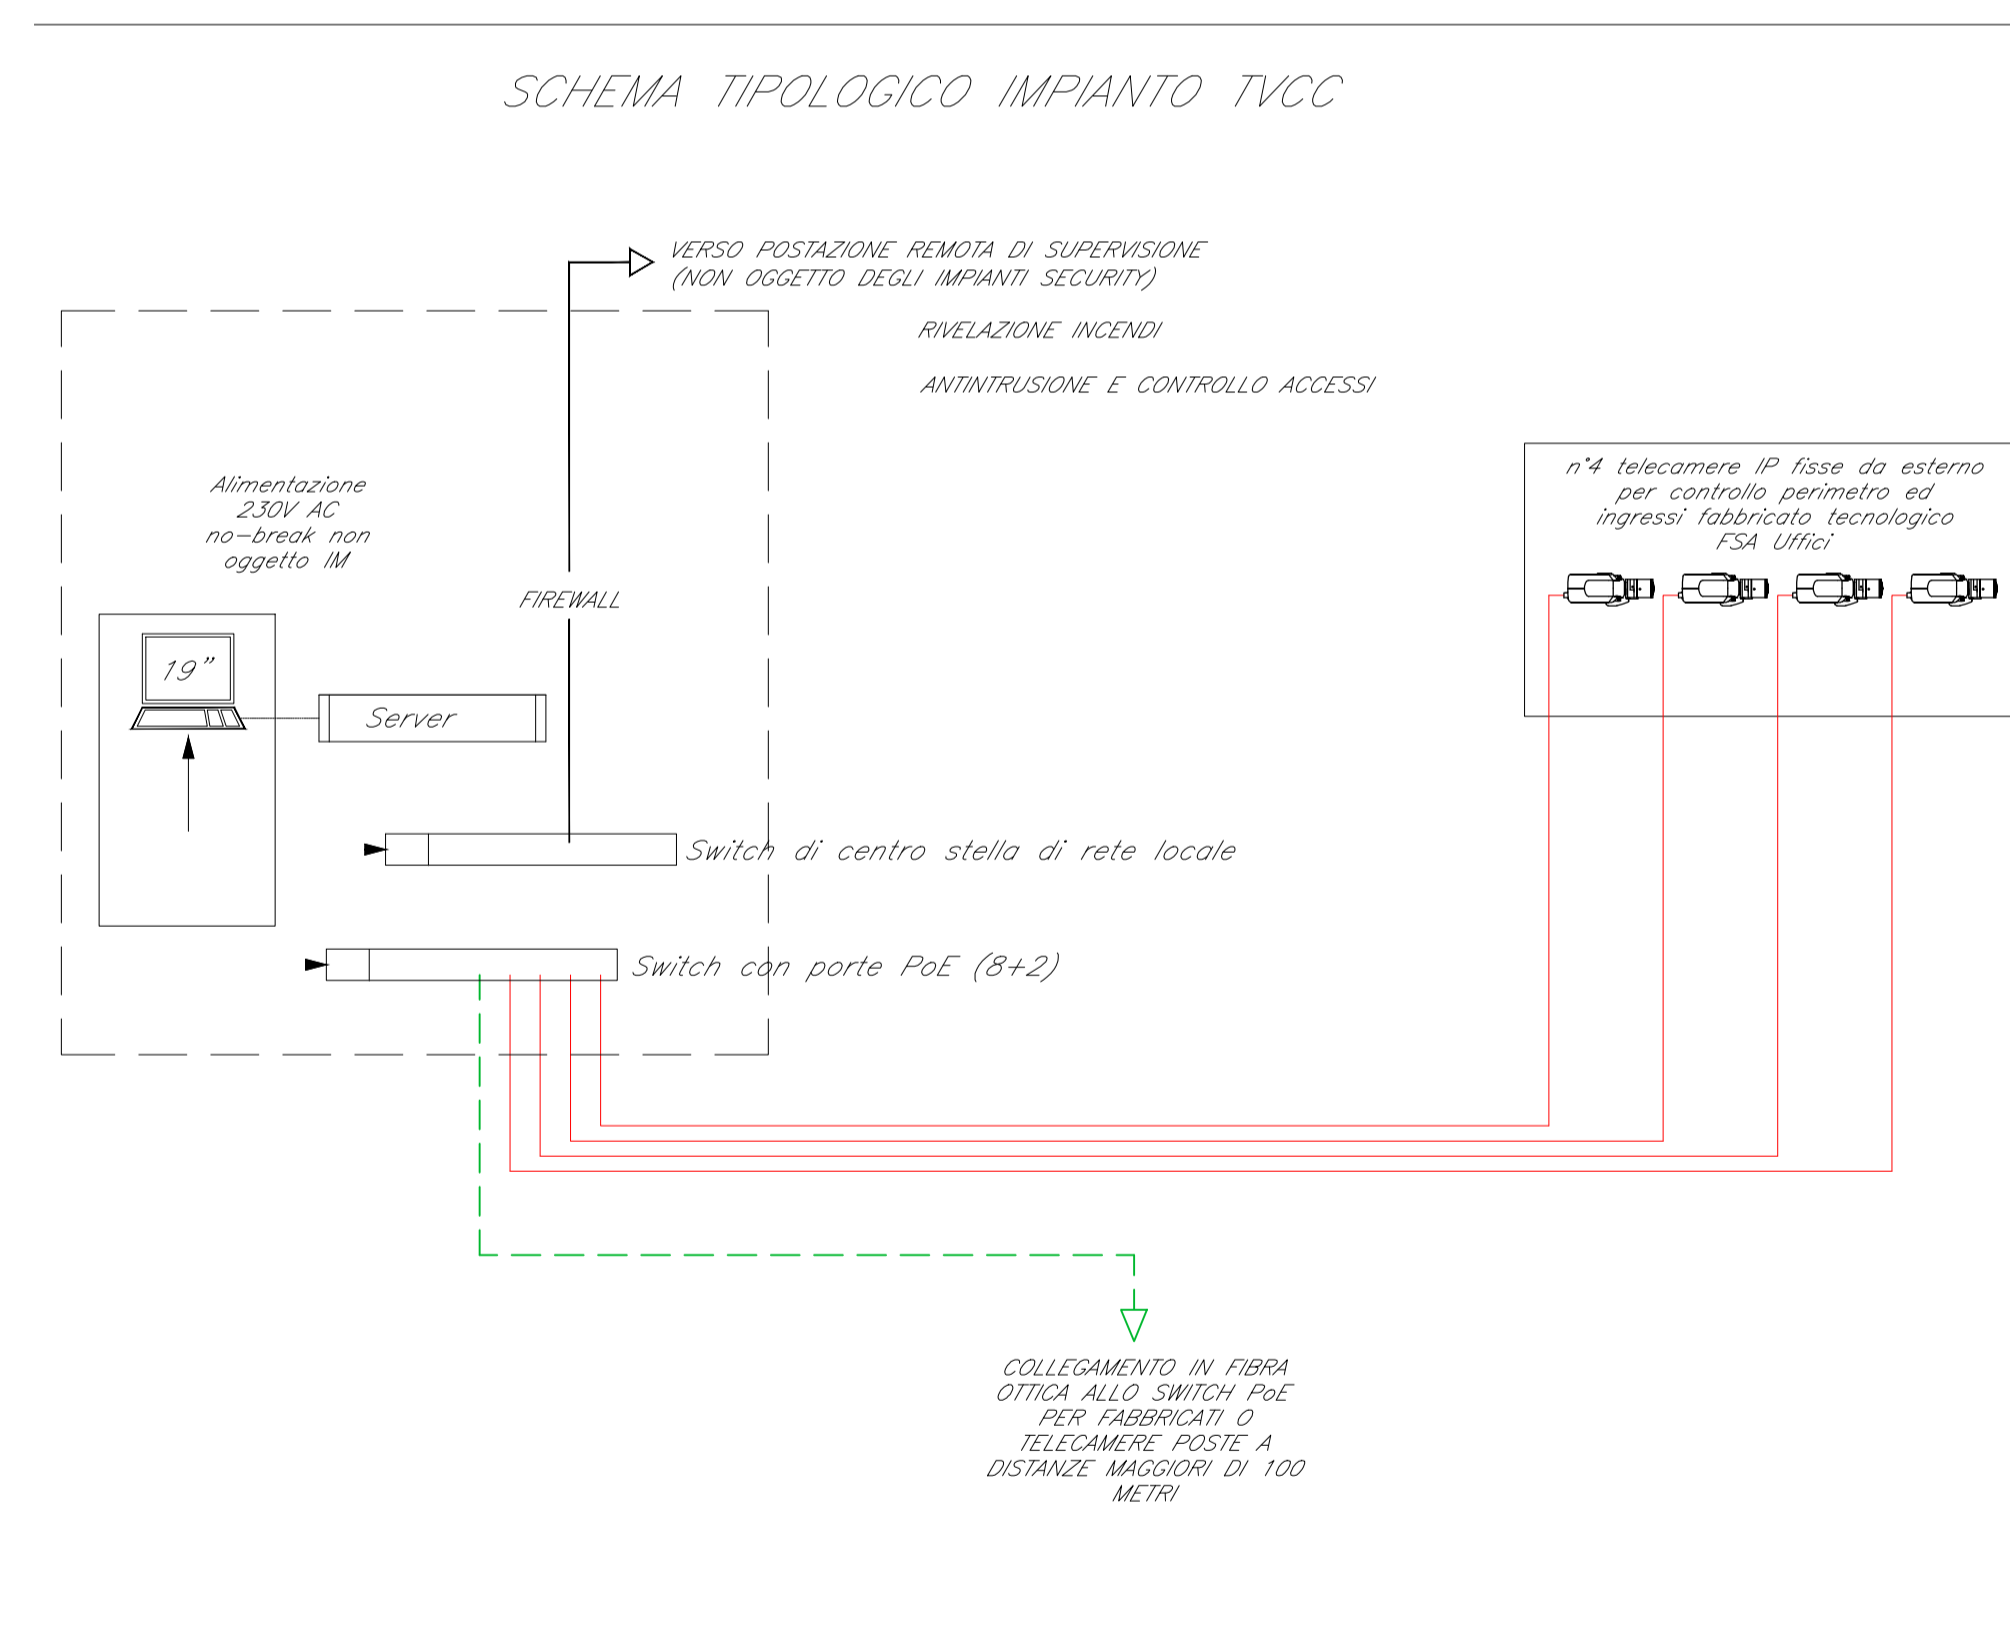 SCHEMA TIPOLOGICO IMPIANTO TVCC
VERSO POSTAZIONE REMOTA DI SUPERVISIONE
(NON OGGETTO DEGLI IMPIANTI SECURITY)
RIVELAZIONE INCENDI
ANTINTRUSIONE E CONTROLLO ACCESSI
n°4 telecamere IP fisse da esterno
per controllo perimetro ed
ingressi fabbricato tecnologico
FSA Uffici
Alimentazione
230V AC
no-break non
oggetto IM
FIREWALL
19"
Server
Switch di centro stella di rete locale
Switch con porte PoE (8+2)
COLLEGAMENTO IN FIBRA
OTTICA ALLO SWITCH PoE
PER FABBRICATI O
TELECAMERE POSTE A
DISTANZE MAGGIORI DI 100
METRI